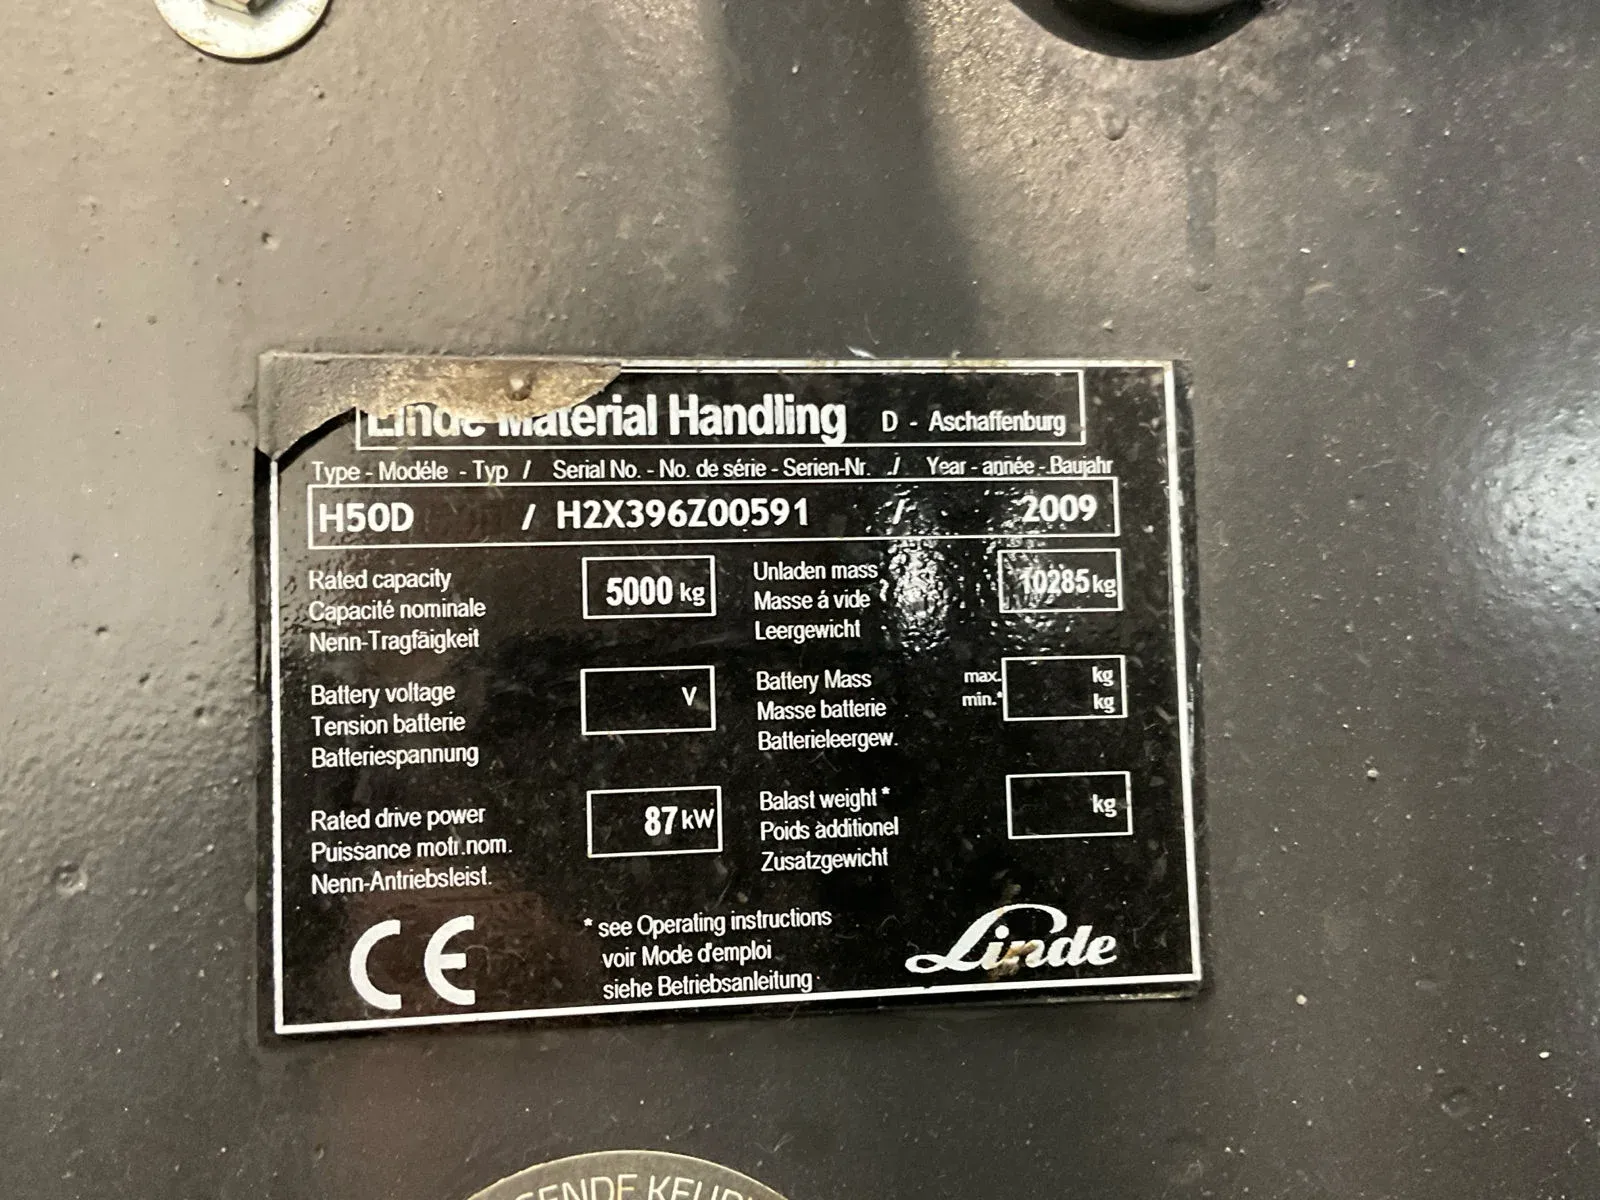 Linde Material Handling D - Aschaffenburg
Type - Modéle - Typ / Serial No. - No. de série - Serien-Nr. / Year - année - Baujahr
H50D / H2X396Z00591 / 2009
Rated capacity
Capacité nominale
Nenn-Tragfäigkeit
5000 kg
Unladen mass
Masse á vide
Leergewicht
10285 kg
Battery voltage
Tension batterie
Batteriespannung
V
Battery Mass
Masse batterie
Batterieleergew.
max. kg
min.* kg
Rated drive power
Puissance motr.nom.
Nenn-Antriebsleist.
87 kW
Balast weight *
Poids àdditionel
Zusatzgewicht
kg
CE
* see Operating instructions
voir Mode d'emploi
siehe Betriebsanleitung
Linde